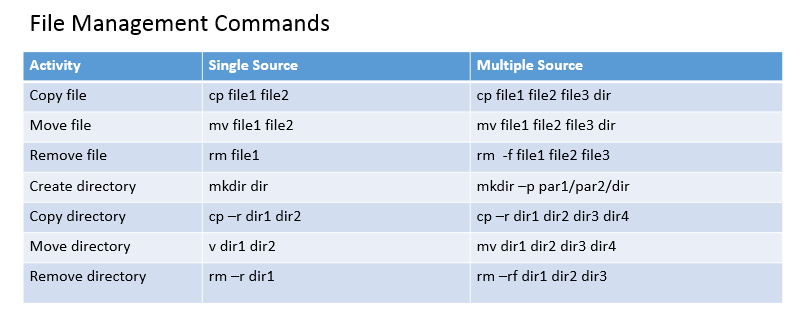 File Management Commands
Activity Single Source Multiple Source
Copy file cp file1 file2 cp file1 file2 file3 dir
Move file mv file1 file2 mv file1 file2 file3 dir
Remove file rm file1 rm  -f file1 file2 file3
Create directory mkdir dir mkdir –p par1/par2/dir
Copy directory cp –r dir1 dir2 cp –r dir1 dir2 dir3 dir4
Move directory v dir1 dir2 mv dir1 dir2 dir3 dir4
Remove directory rm –r dir1 rm –rf dir1 dir2 dir3